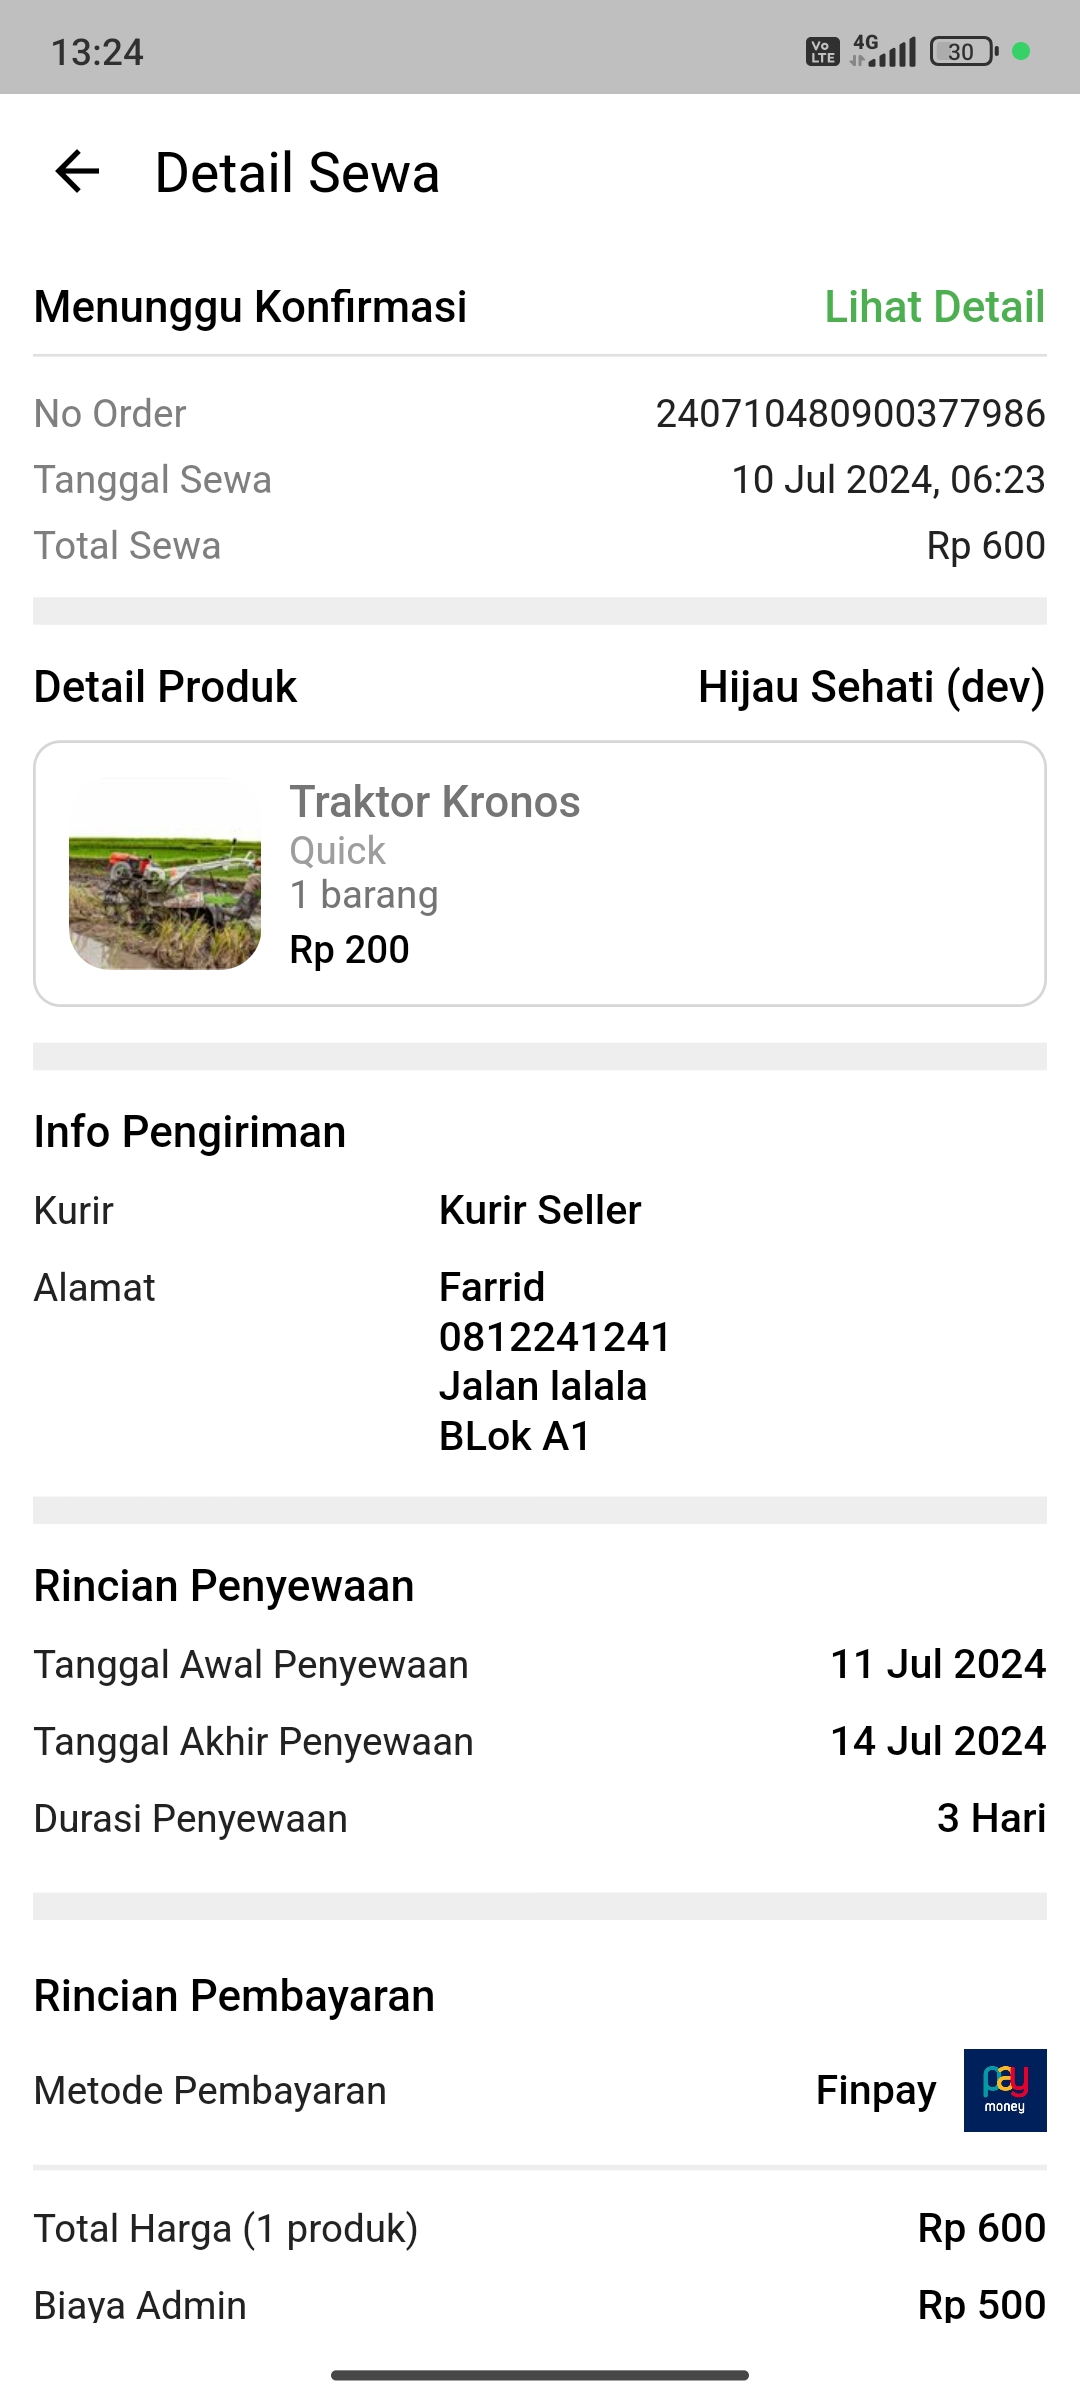 13:24
Vo LTE 4G 30
Detail Sewa
Menunggu Konfirmasi Lihat Detail
No Order 240710480900377986
Tanggal Sewa 10 Jul 2024, 06:23
Total Sewa Rp 600
Detail Produk Hijau Sehati (dev)
Traktor Kronos
Quick
1 barang
Rp 200
Info Pengiriman
Kurir Kurir Seller
Alamat Farrid
0812241241
Jalan lalala
BLok A1
Rincian Penyewaan
Tanggal Awal Penyewaan 11 Jul 2024
Tanggal Akhir Penyewaan 14 Jul 2024
Durasi Penyewaan 3 Hari
Rincian Pembayaran
Metode Pembayaran Finpay pay money
Total Harga (1 produk) Rp 600
Biaya Admin Rp 500